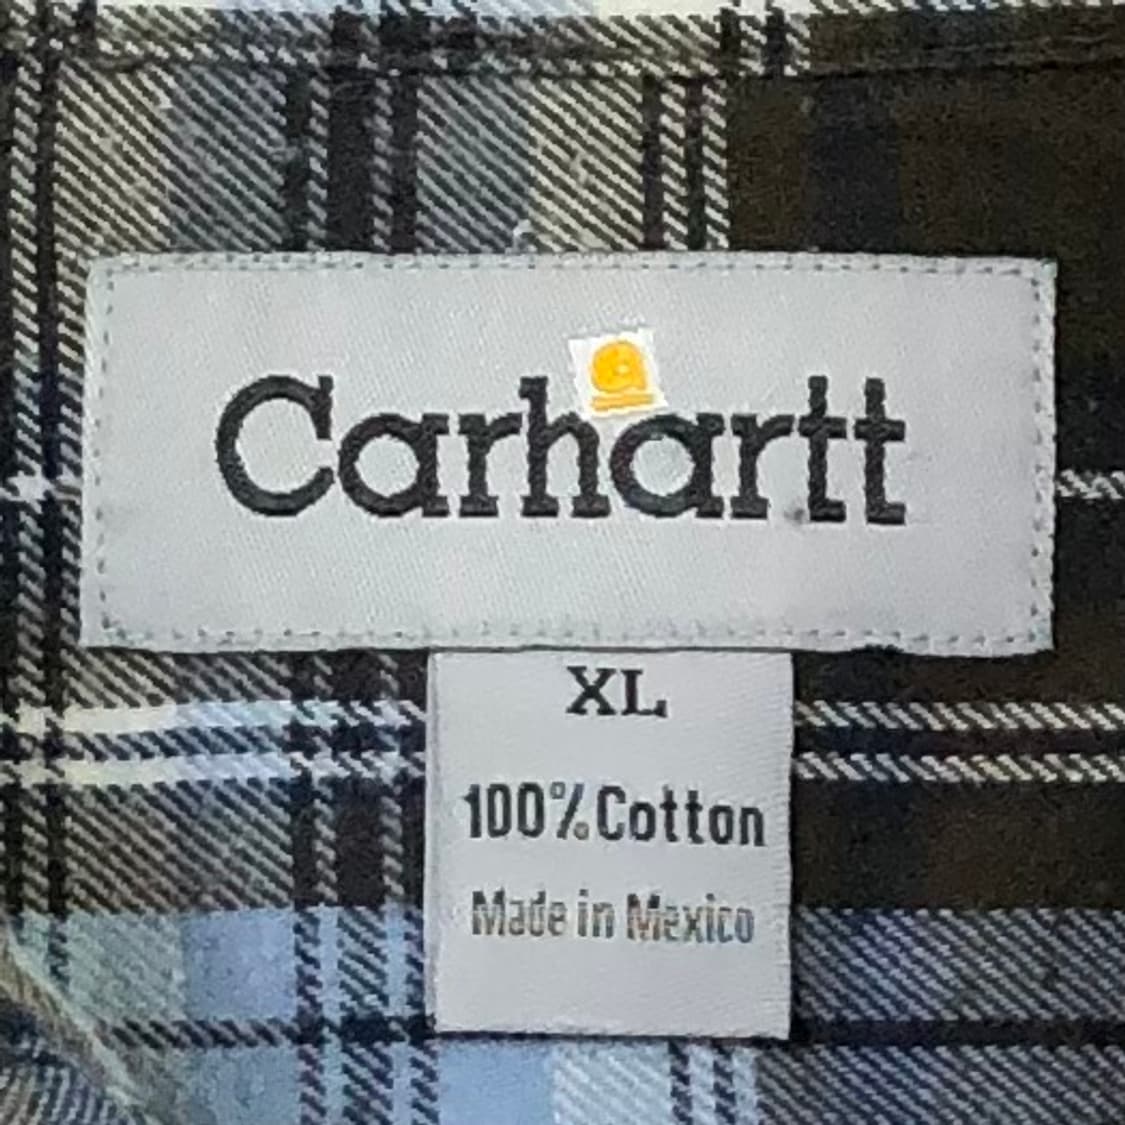 Carhartt
XL
100% Cotton
Made in Mexico